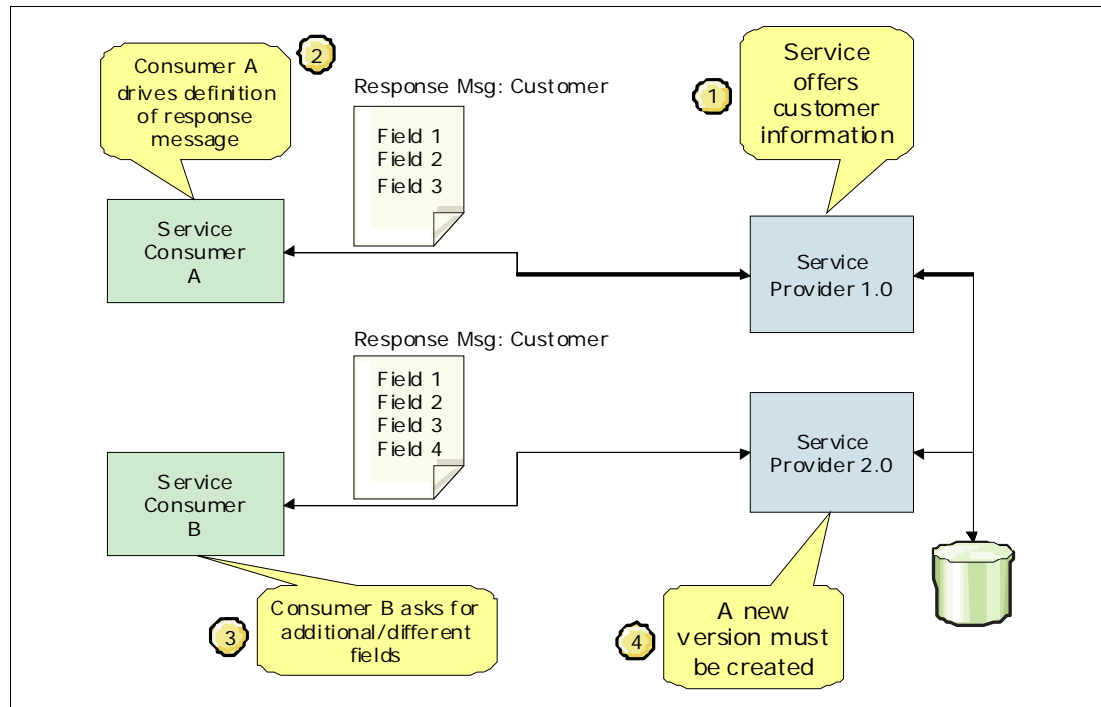 Consumer A
drives definition
of response
message
2
Response Msg: Customer
Field 1
Field 2
Field 3
1
Service
offers
customer
information
Service
Consumer
A
Service
Provider 1.0
Response Msg: Customer
Field 1
Field 2
Field 3
Field 4
Service
Consumer
B
Service
Provider 2.0
3
Consumer B asks for
additional/different
fields
4
A new
version must
be created